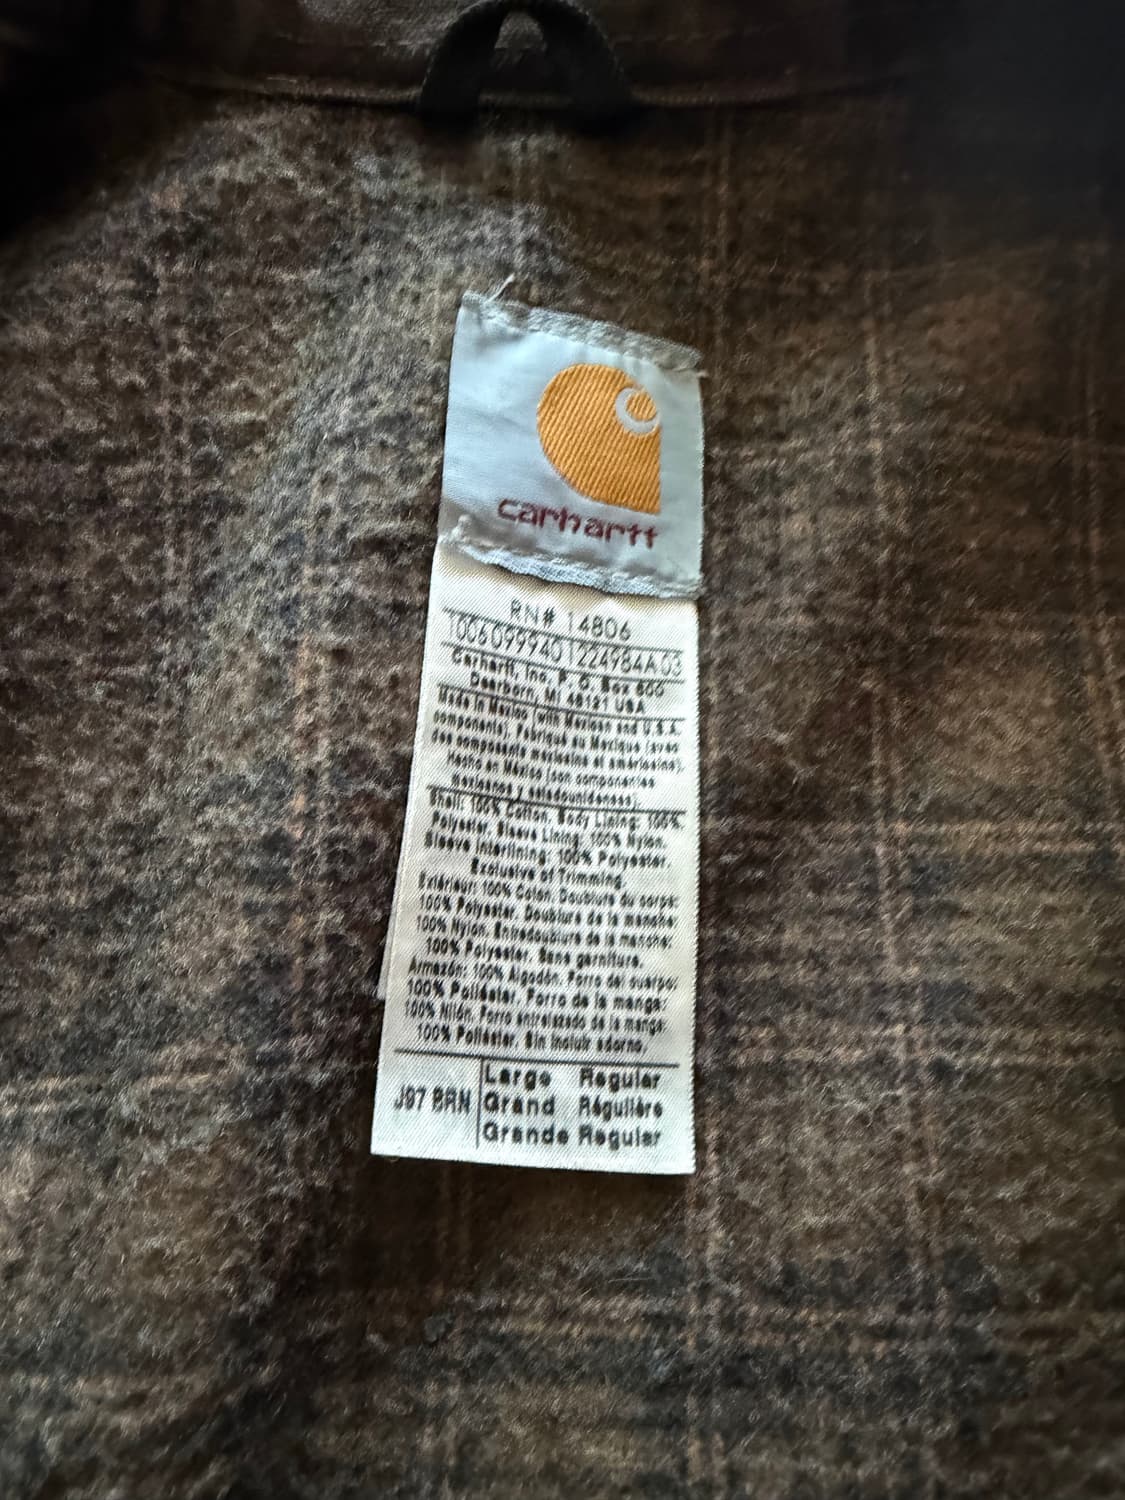 carhartt
RN# 14806
1006099940 1224984A 03
Carhartt, Inc, P. O. Box 600
Dearborn, MI 48121 USA
Made in Mexico (with Mexican and U.S.A.
components). Fabriqué au Mexique (avec
des composants mexicains et américains).
Hecho en México (con componentes
mexicanos y estadounidenses).
Shell: 100% Cotton. Body Lining: 100%
Polyester. Sleeve Lining: 100% Nylon.
Sleeve Interlining: 100% Polyester.
Exclusive of Trimming
Extérieur: 100% Coton. Doublure du corps:
100% Polyester. Doublure de la manche:
100% Nylon. Entredoublure de la manche:
100% Polyester. Sans garniture.
Armazón: 100% Algodón. Forro del cuerpo:
100% Poliéster. Forro de la manga:
100% Nilón. Forro entrelazado de la manga:
100% Poliester. Sin incluir adorno.
J97 BRN
Large Regular
Grand Régulière
Grande Regular